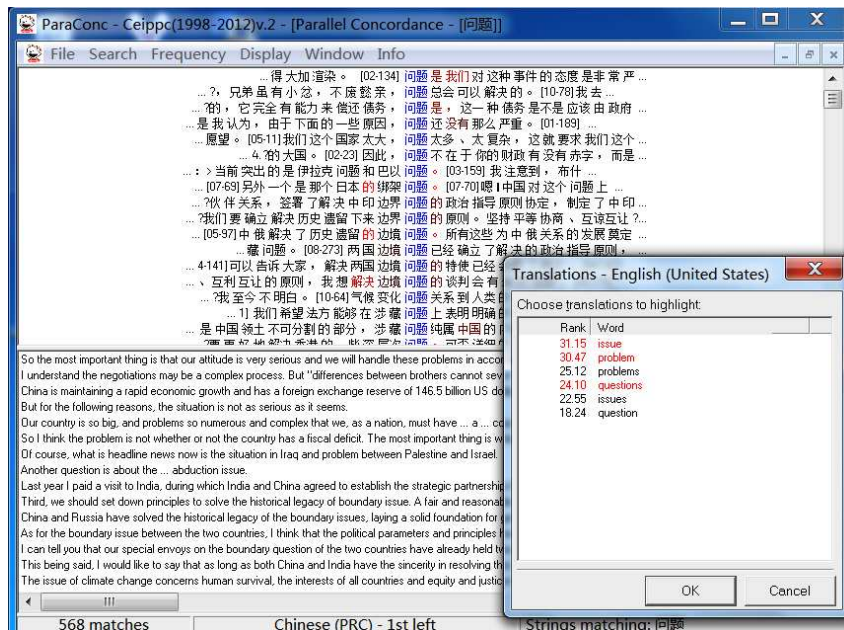 ParaConc - Ceippc(1998-2012)v.2 - [Parallel Concordance - [问题]]
File Search Frequency Display Window Info
...得大加渲染。 [02-134] 问题是我们对这种事件的态度是非常严...
...?，兄弟虽有小忿，不废懿亲，问题总会可以解决的。[10-78]我去...
...?的，它完全有能力来偿还债务，问题是，这一种债务是不是应该由政府...
...是我认为，由于下面的一些原因，问题还没有那么严重。[01-189] ...
...愿望。[05-11]我们这个国家太大，问题太多、太复杂，这就要求我们这个...
...4.?的大国。[02-23] 因此，问题不在于你的财政有没有赤字，而是...
...：>当前突出的是伊拉克问题和巴以问题。[03-159] 我注意到，布什...
...[07-69]另外一个是那个日本的绑架问题。[07-70]嗯!中国对这个问题上...
...?伙伴关系，签署了解决中印边界问题的政治指导原则协定，制定了中印...
...?我们要确立解决历史遗留下来边界问题的原则。坚持平等协商、互谅互让?...
...[05-97]中俄解决了历史遗留的边境问题。所有这些为中俄关系的发展奠定...
...藏问题。[08-273] 两国边境问题已经确立了解决的政治指导原则，...
4-141]可以告诉大家，解决两国边境问题的特使已经
...、互利互让的原则，我想解决边境问题的谈判会有
...?我至今不明白。[10-64]气候变化问题关系到人类的
...1] 我们希望法方能够在涉藏问题上表明明确的
...是中国领土不可分割的部分，涉藏问题纯属中国的
So the most important thing is that our attitude is very serious and we will handle these problems in accor
I understand the negotiations may be a complex process. But "differences between brothers cannot sev
China is maintaining a rapid economic growth and has a foreign exchange reserve of 146.5 billion US do
But for the following reasons, the situation is not as serious as it seems.
Our country is so big, and problems so numerous and complex that we, as a nation, must have ... a ... co
So I think the problem is not whether or not the country has a fiscal deficit. The most important thing is w
Of course, what is headline news now is the situation in Iraq and problem between Palestine and Israel.
Another question is about the ... abduction issue.
Last year I paid a visit to India, during which India and China agreed to establish the strategic partnership
Third, we should set down principles to solve the historical legacy of boundary issue. A fair and reasonab
China and Russia have solved the historical legacy of the boundary issues, laying a solid foundation for
As for the boundary issue between the two countries, I think that the political parameters and principles h
I can tell you that our special envoys on the boundary question of the two countries have already held tw
This being said, I would like to say that as long as both China and India have the sincerity in resolving th
The issue of climate change concerns human survival, the interests of all countries and equity and justic
Translations - English (United States)
Choose translations to highlight:
Rank Word
31.15 issue
30.47 problem
25.12 problems
24.10 questions
22.55 issues
18.24 question
OK Cancel
568 matches Chinese (PRC) - 1st left Strings matching: 问题